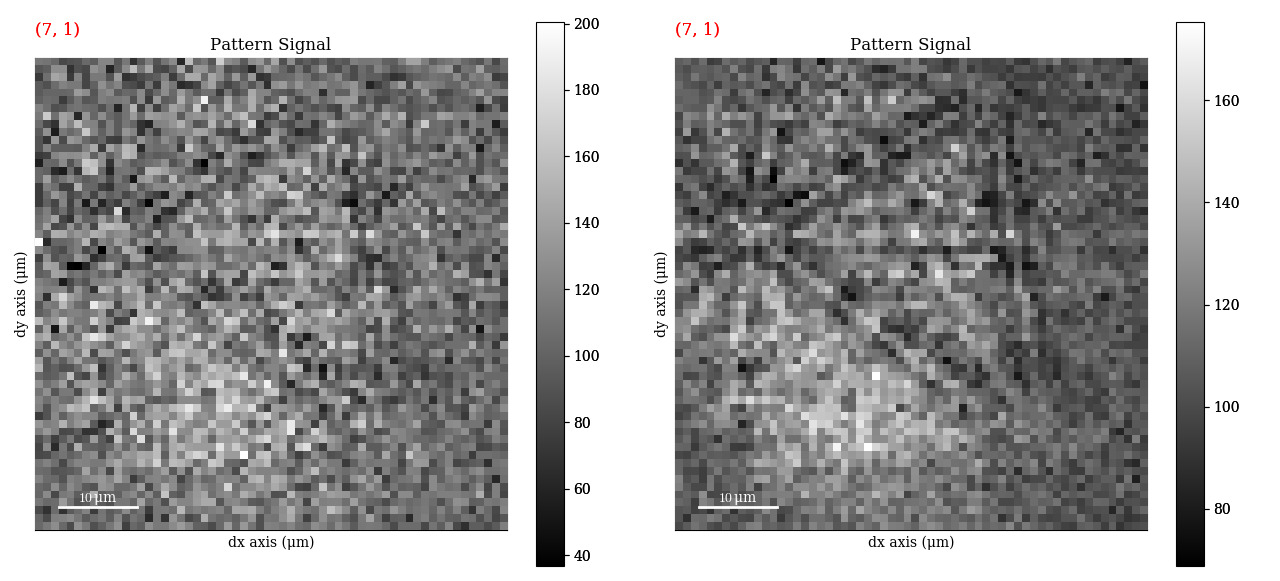 (7, 1)
Pattern Signal
dy axis (μm)
dx axis (μm)
10 μm
200
180
160
140
120
100
80
60
40
(7, 1)
Pattern Signal
dy axis (μm)
dx axis (μm)
10 μm
160
140
120
100
80